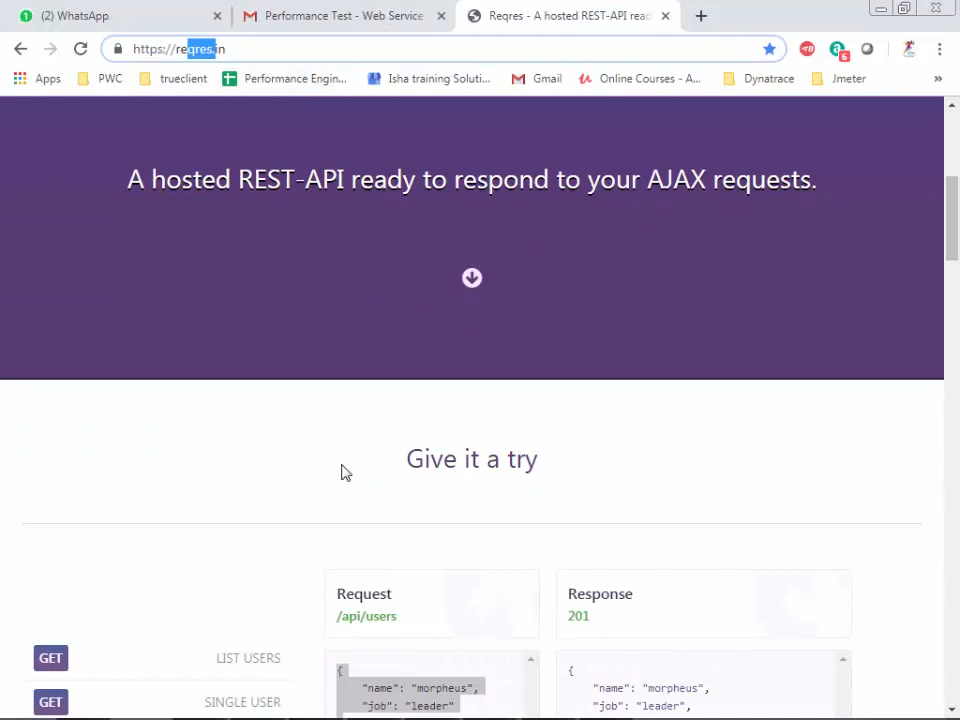 (2) WhatsApp
Performance Test - Web Service
Reqres - A hosted REST-API read
https://reqres.in
Apps
PWC
trueclient
Performance Engin...
Isha training Soluti...
Gmail
Online Courses - A...
Dynatrace
Jmeter
»
A hosted REST-API ready to respond to your AJAX requests.
Give it a try
Request
/api/users
Response
201
GET LIST USERS
GET SINGLE USER
{
"name": "morpheus",
"job": "leader"
{
"name": "morpheus",
"job": "leader",